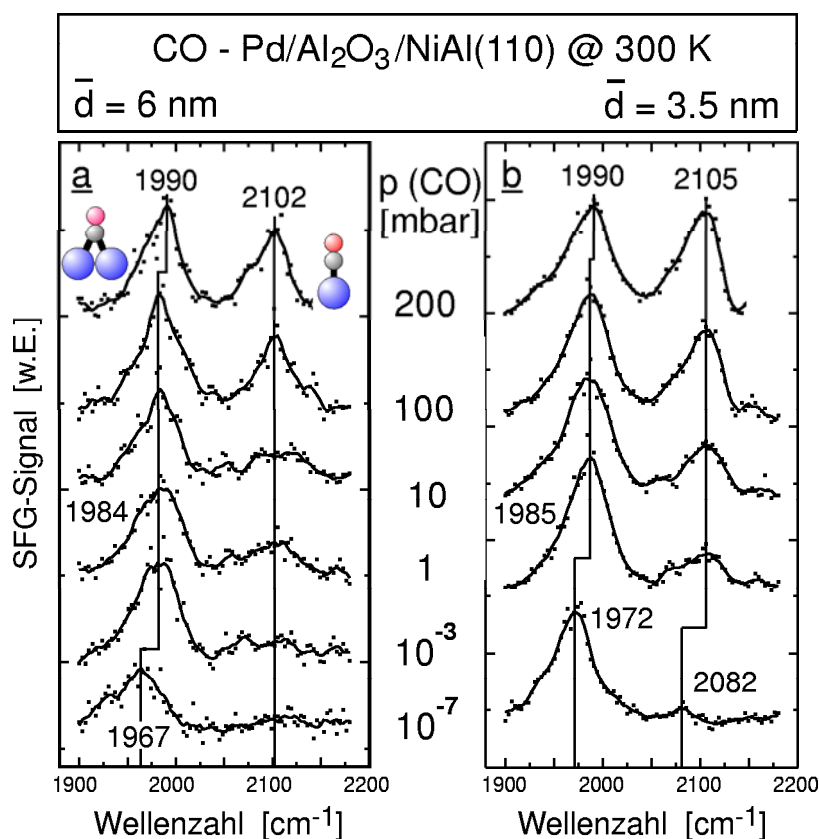 CO - Pd/Al₂O₃/NiAl(110) @ 300 K
d̄ = 6 nm
d̄ = 3.5 nm
a
1990
2102
p (CO)
[mbar]
b
1990
2105
200
100
10
1
10⁻³
10⁻⁷
1984
1967
1985
1972
2082
SFG-Signal [w.E.]
1900 2000 2100 2200
1900 2000 2100 2200
Wellenzahl [cm⁻¹]
Wellenzahl [cm⁻¹]